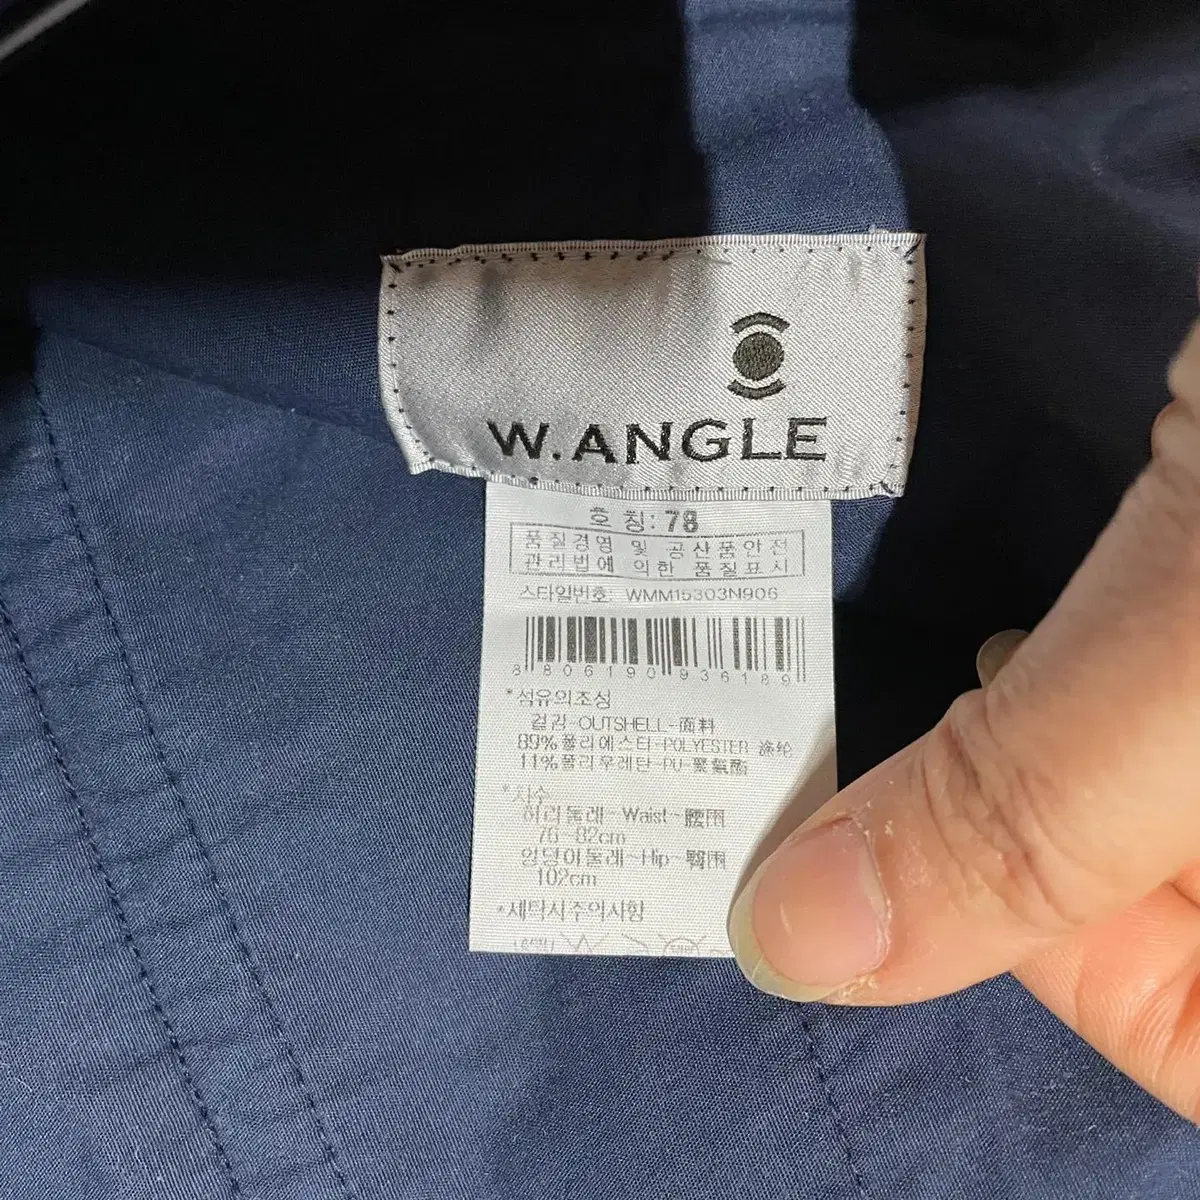 W.ANGLE
호 칭: 78
품질경영 및 공산품안전
관리법에 의한 품질표시
스타일번호: WMM15303N906
8 806190 936189
*섬유의조성
겉감-OUTSHELL-面料
89%폴리에스터-POLYESTER 涤纶
11%폴리우레탄-PU-聚氨酯
*치수
허리둘레-Waist-腰围
76~82cm
엉덩이둘레-Hip-臀围
102cm
*세탁시주의사항